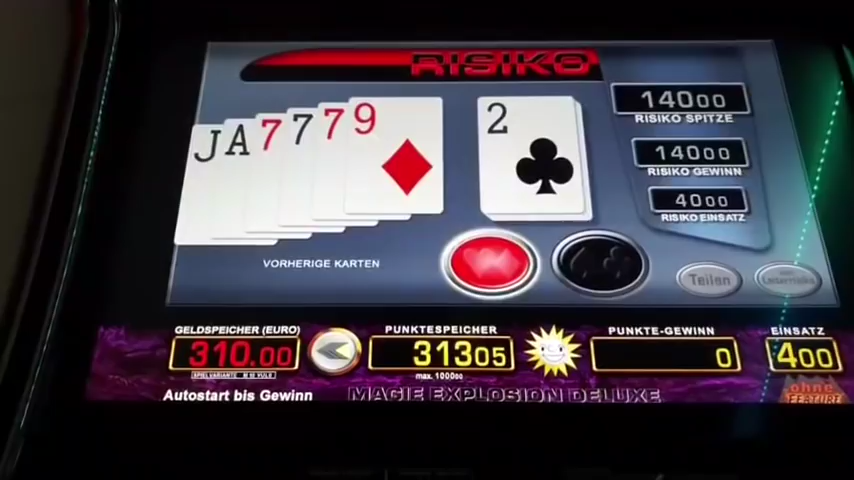 RISIKO
J A 7 7 7 9
2
14000
RISIKO SPITZE
14000
RISIKO GEWINN
4000
RISIKO EINSATZ
VORHERIGE KARTEN
Teilen
GELDSPEICHER (EURO)
310.00
PUNKTESPEICHER
31305
max. 100000
PUNKTE-GEWINN
0
EINSATZ
400
Autostart bis Gewinn
MAGIE EXPLOSION DELUXE
ohne
FEATURE